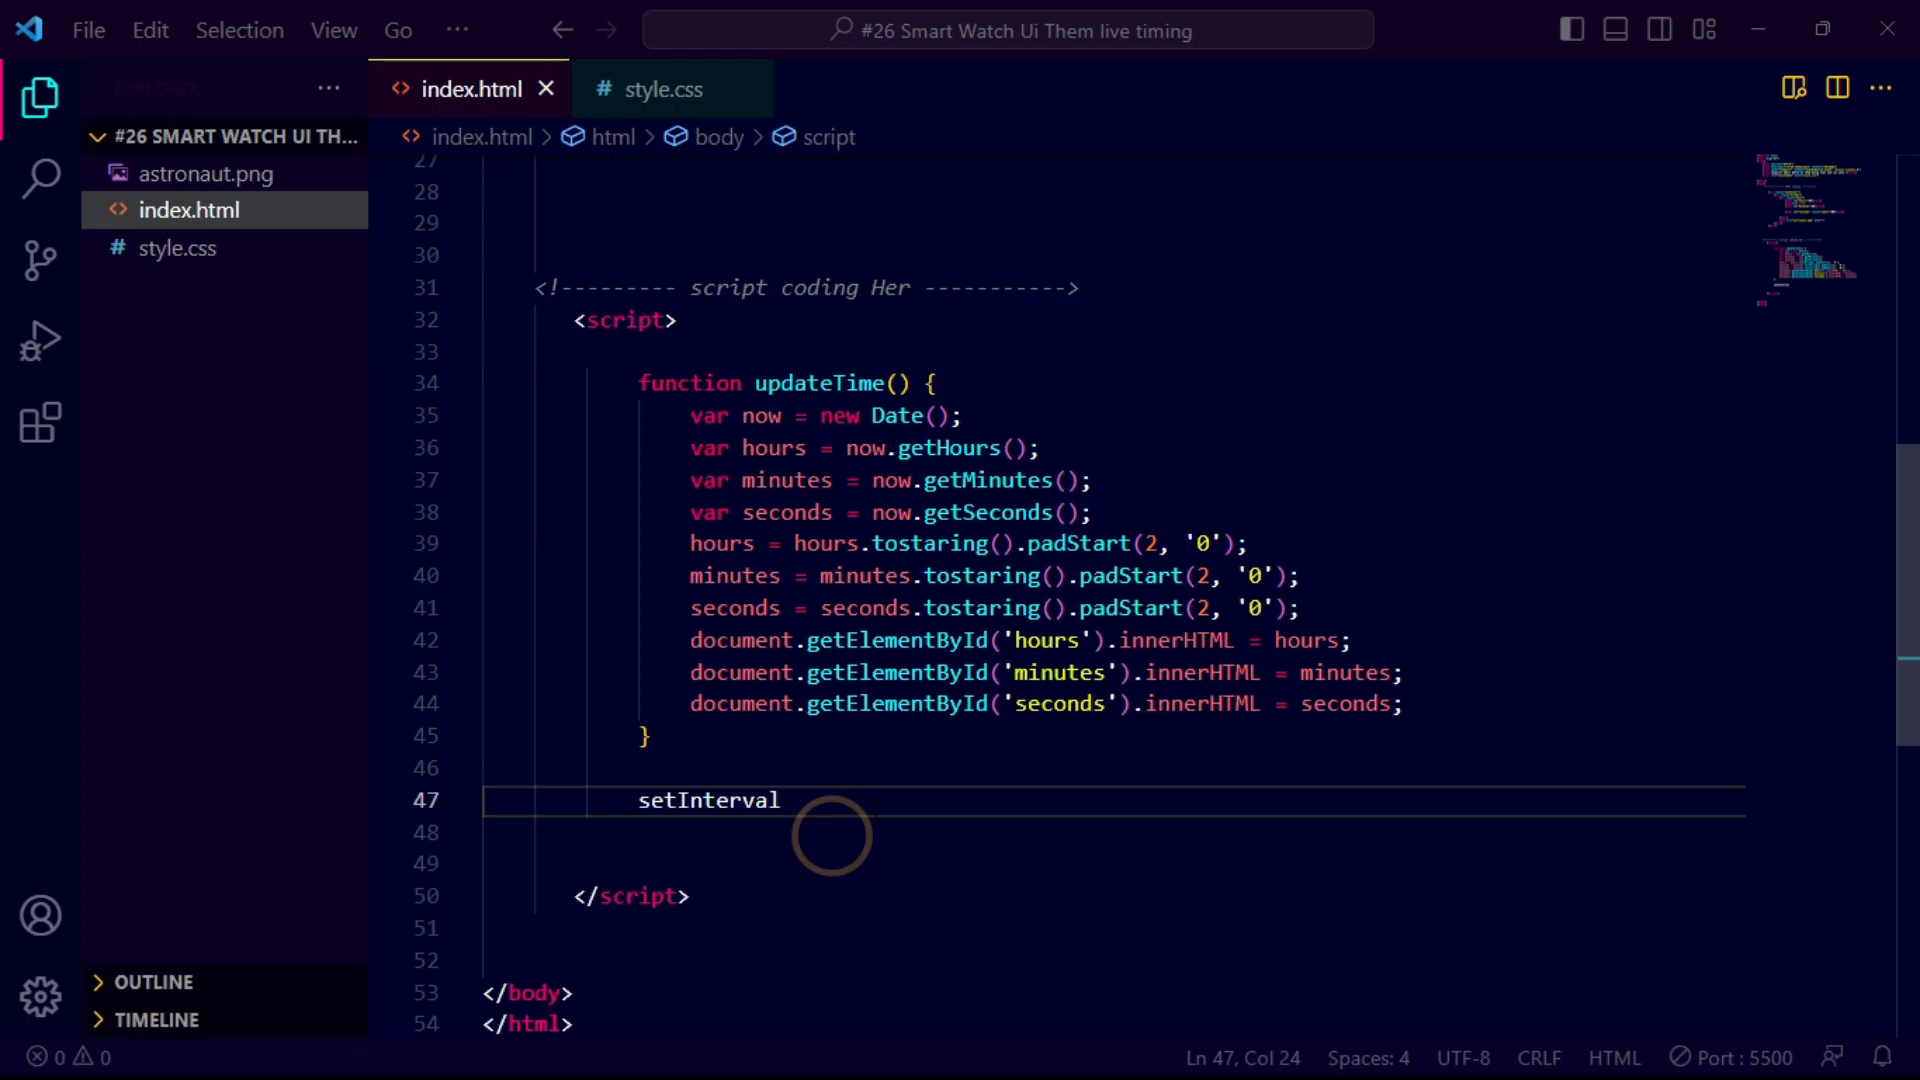 File Edit Selection View Go ···
#26 Smart Watch Ui Them live timing
EXPLORER
#26 SMART WATCH UI TH...
astronaut.png
index.html
style.css
OUTLINE
TIMELINE
index.html
# style.css
index.html > html > body > script
27
28
29
30
31 <!--------- script coding Her ----------->
32 <script>
33
34 function updateTime() {
35 var now = new Date();
36 var hours = now.getHours();
37 var minutes = now.getMinutes();
38 var seconds = now.getSeconds();
39 hours = hours.tostaring().padStart(2, '0');
40 minutes = minutes.tostaring().padStart(2, '0');
41 seconds = seconds.tostaring().padStart(2, '0');
42 document.getElementById('hours').innerHTML = hours;
43 document.getElementById('minutes').innerHTML = minutes;
44 document.getElementById('seconds').innerHTML = seconds;
45 }
46
47 setInterval
48
49
50 </script>
51
52
53 </body>
54 </html>
0 0
Ln 47, Col 24 Spaces: 4 UTF-8 CRLF HTML Port : 5500